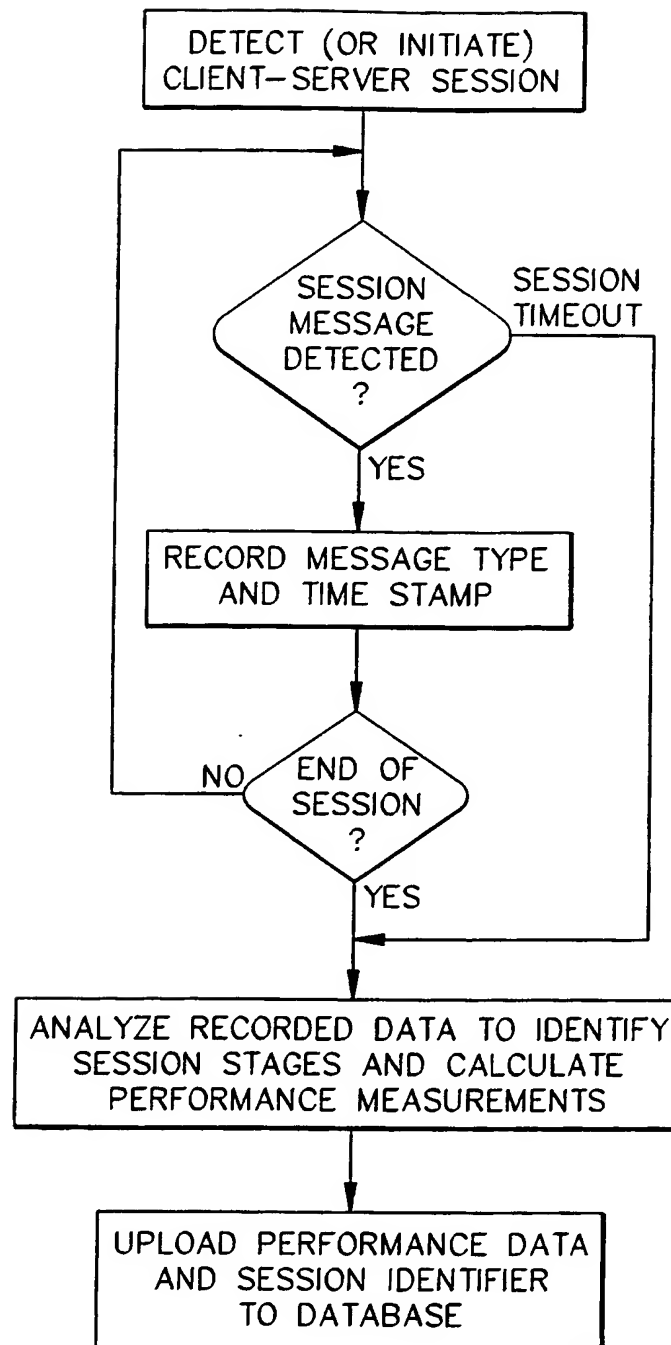 DETECT (OR INITIATE)
CLIENT-SERVER SESSION
SESSION
MESSAGE
DETECTED
?
SESSION
TIMEOUT
YES
RECORD MESSAGE TYPE
AND TIME STAMP
NO
END OF
SESSION
?
YES
ANALYZE RECORDED DATA TO IDENTIFY
SESSION STAGES AND CALCULATE
PERFORMANCE MEASUREMENTS
UPLOAD PERFORMANCE DATA
AND SESSION IDENTIFIER
TO DATABASE